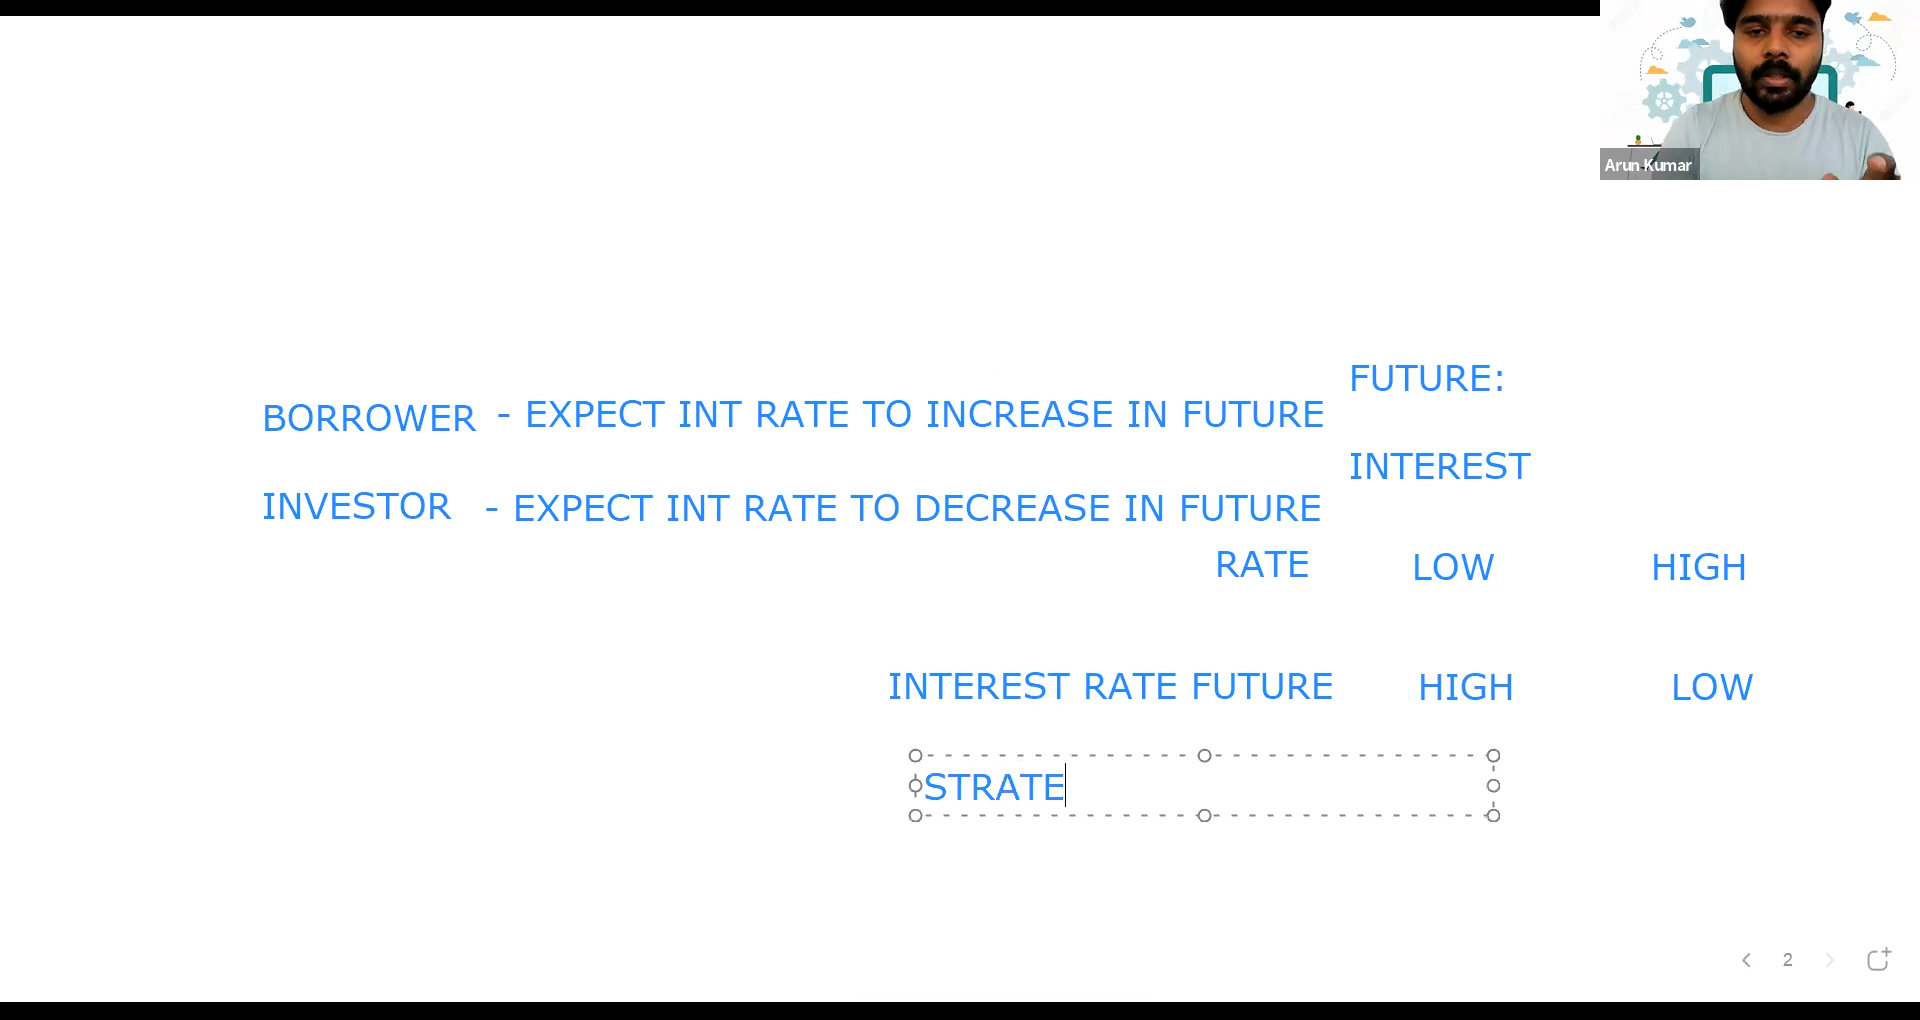 Arun Kumar
FUTURE:
BORROWER - EXPECT INT RATE TO INCREASE IN FUTURE
INTEREST
INVESTOR - EXPECT INT RATE TO DECREASE IN FUTURE
RATE LOW HIGH
INTEREST RATE FUTURE HIGH LOW
STRATE
2